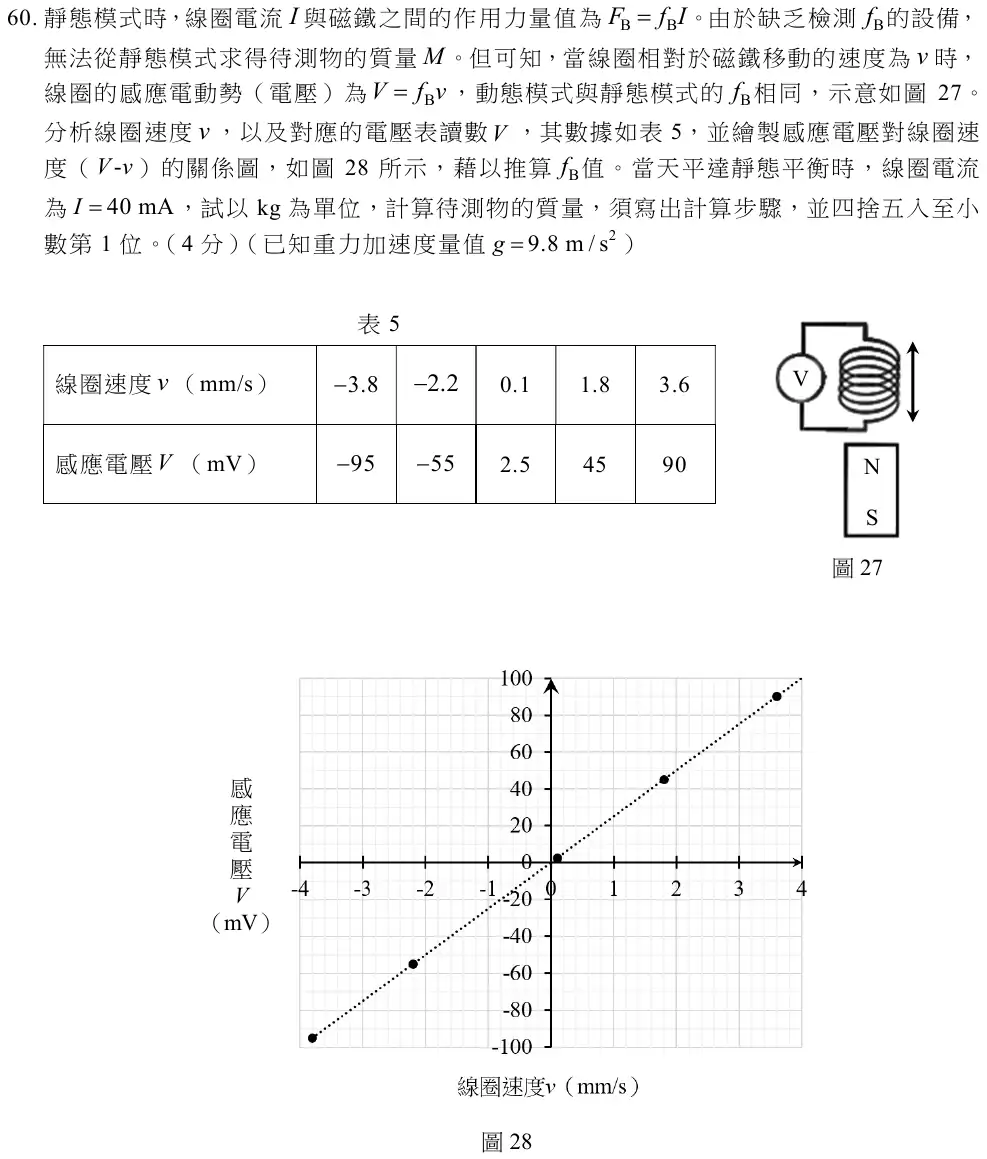 60. 靜態模式時，線圈電流 I 與磁鐵之間的作用力量值為 F_B = f_B I。由於缺乏檢測 f_B 的設備，
無法從靜態模式求得待測物的質量 M。但可知，當線圈相對於磁鐵移動的速度為 v 時，
線圈的感應電動勢（電壓）為 V = f_B v，動態模式與靜態模式的 f_B 相同，示意如圖 27。
分析線圈速度 v，以及對應的電壓表讀數 V，其數據如表 5，並繪製感應電壓對線圈速
度（V-v）的關係圖，如圖 28 所示，藉以推算 f_B 值。當天平達靜態平衡時，線圈電流
為 I = 40 mA，試以 kg 為單位，計算待測物的質量，須寫出計算步驟，並四捨五入至小
數第 1 位。（4 分）（已知重力加速度量值 g = 9.8 m / s²）
表 5
線圈速度 v （mm/s） −3.8 −2.2 0.1 1.8 3.6
感應電壓 V （mV） −95 −55 2.5 45 90
V
N
S
圖 27
100
80
60
40
20
0
-4 -3 -2 -1 0 1 2 3 4
-20
-40
-60
-80
-100
感應電壓 V（mV）
線圈速度v（mm/s）
圖 28